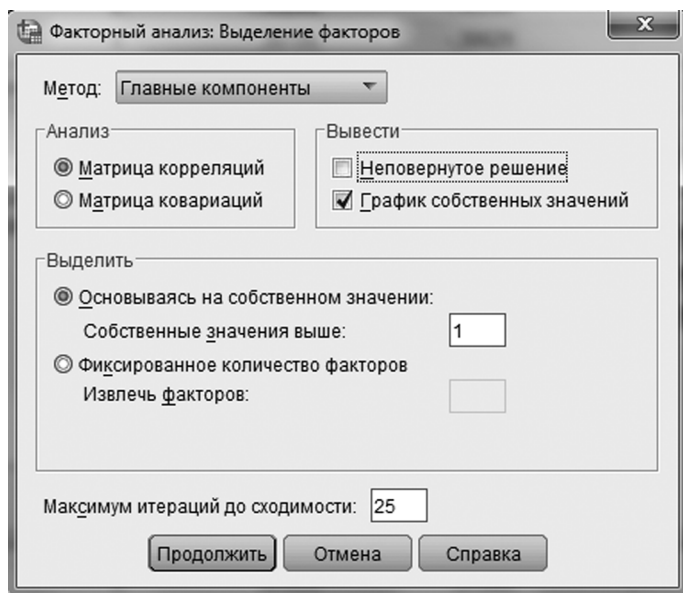 Факторный анализ: Выделение факторов
Метод: Главные компоненты
Анализ
Матрица корреляций
Матрица ковариаций
Вывести
Неповернутое решение
График собственных значений
Выделить
Основываясь на собственном значении:
Собственные значения выше: 1
Фиксированное количество факторов
Извлечь факторов:
Максимум итераций до сходимости: 25
Продолжить Отмена Справка